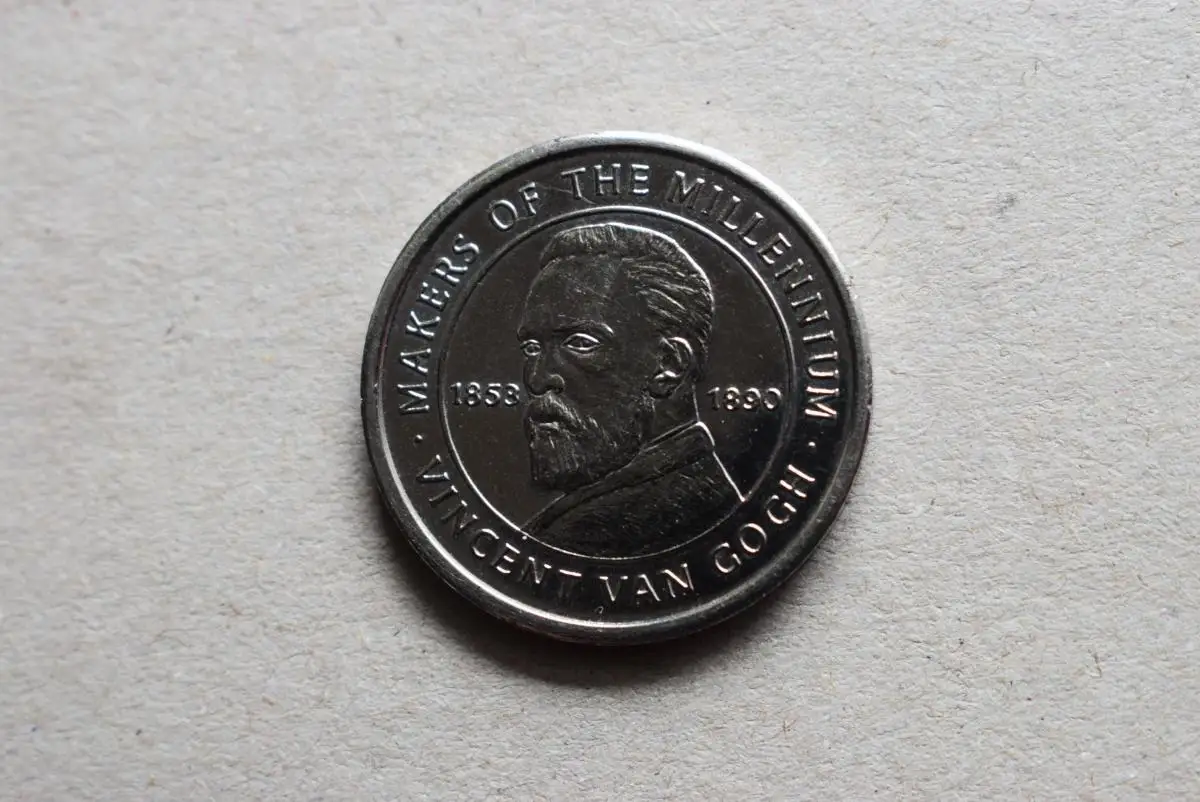 MAKERS OF THE MILLENNIUM
1853 1890
· VINCENT VAN GOGH ·